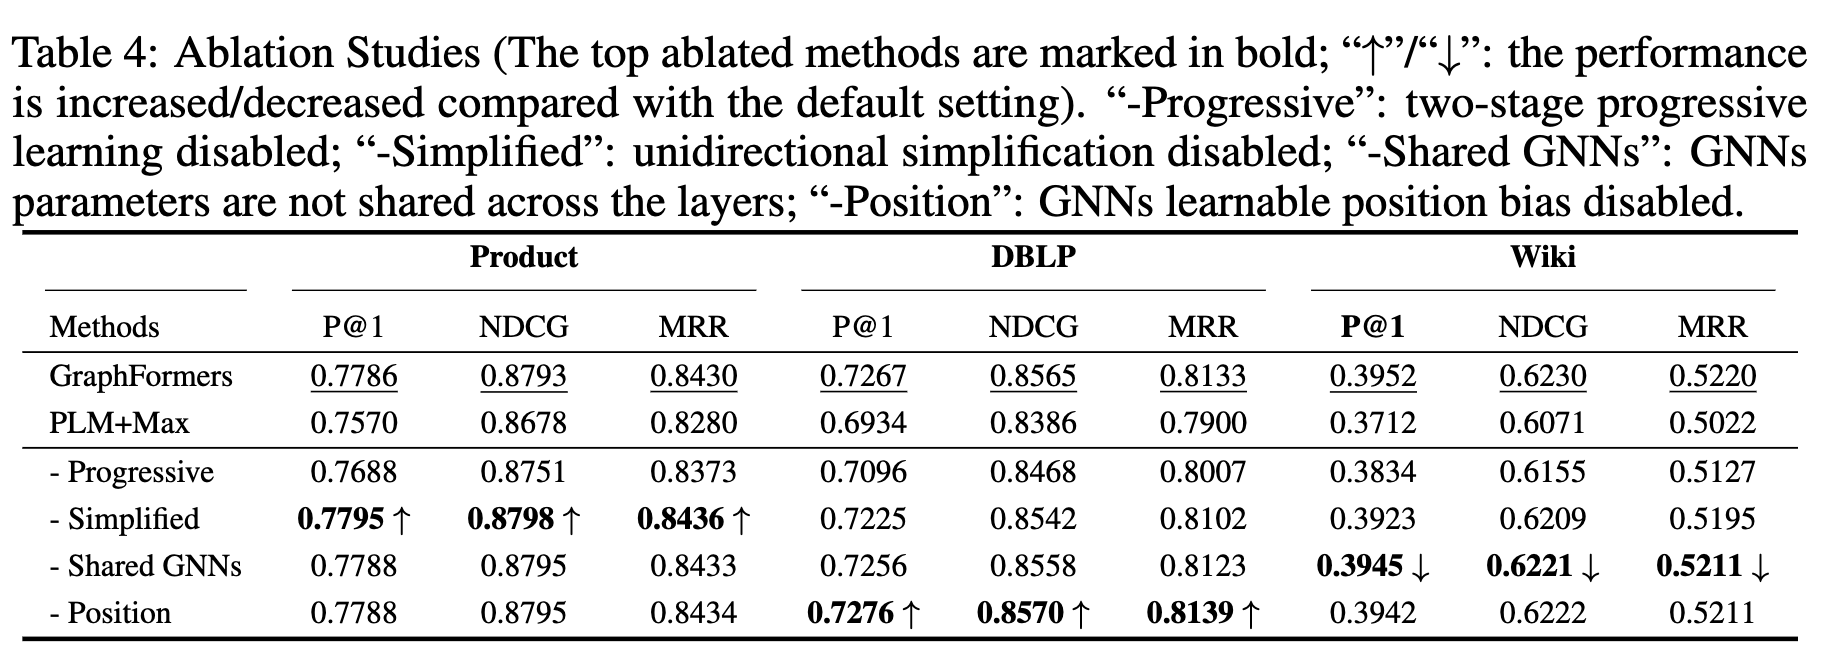 Table 4: Ablation Studies (The top ablated methods are marked in bold; “↑”/“↓”: the performance
is increased/decreased compared with the default setting). “-Progressive”: two-stage progressive
learning disabled; “-Simplified”: unidirectional simplification disabled; “-Shared GNNs”: GNNs
parameters are not shared across the layers; “-Position”: GNNs learnable position bias disabled.
Product DBLP Wiki
Methods P@1 NDCG MRR P@1 NDCG MRR P@1 NDCG MRR
GraphFormers 0.7786 0.8793 0.8430 0.7267 0.8565 0.8133 0.3952 0.6230 0.5220
PLM+Max 0.7570 0.8678 0.8280 0.6934 0.8386 0.7900 0.3712 0.6071 0.5022
- Progressive 0.7688 0.8751 0.8373 0.7096 0.8468 0.8007 0.3834 0.6155 0.5127
- Simplified 0.7795 ↑ 0.8798 ↑ 0.8436 ↑ 0.7225 0.8542 0.8102 0.3923 0.6209 0.5195
- Shared GNNs 0.7788 0.8795 0.8433 0.7256 0.8558 0.8123 0.3945 ↓ 0.6221 ↓ 0.5211 ↓
- Position 0.7788 0.8795 0.8434 0.7276 ↑ 0.8570 ↑ 0.8139 ↑ 0.3942 0.6222 0.5211